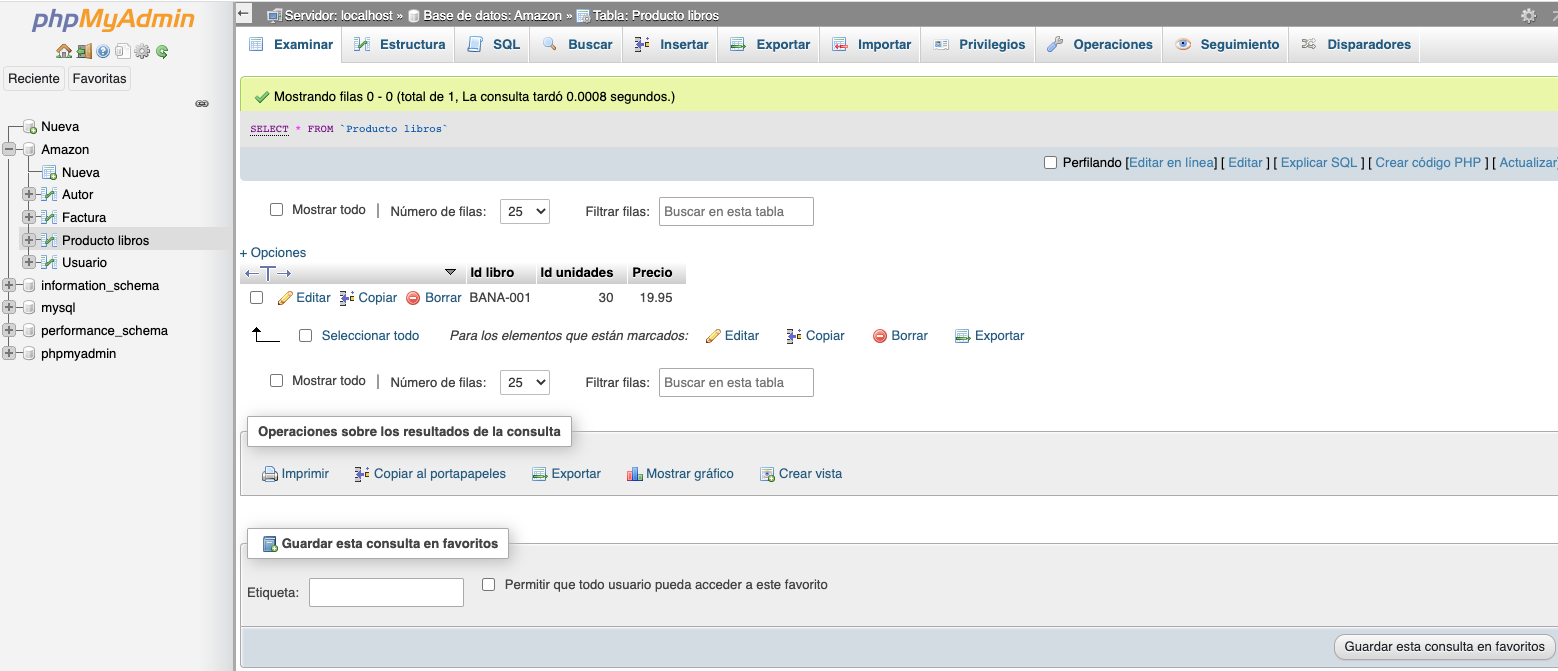 phpMyAdmin
Reciente Favoritas
Nueva
Amazon
Nueva
Autor
Factura
Producto libros
Usuario
information_schema
mysql
performance_schema
phpmyadmin
Servidor: localhost » Base de datos: Amazon » Tabla: Producto libros
Examinar Estructura SQL Buscar Insertar Exportar Importar Privilegios Operaciones Seguimiento Disparadores
Mostrando filas 0 - 0 (total de 1, La consulta tardó 0.0008 segundos.)
SELECT * FROM `Producto libros`
Perfilando [Editar en línea] [ Editar ] [ Explicar SQL ] [ Crear código PHP ] [ Actualizar]
Mostrar todo | Número de filas: 25 Filtrar filas: Buscar en esta tabla
+ Opciones
←T→ Id libro Id unidades Precio
Editar Copiar Borrar BANA-001 30 19.95
Seleccionar todo Para los elementos que están marcados: Editar Copiar Borrar Exportar
Mostrar todo | Número de filas: 25 Filtrar filas: Buscar en esta tabla
Operaciones sobre los resultados de la consulta
Imprimir Copiar al portapapeles Exportar Mostrar gráfico Crear vista
Guardar esta consulta en favoritos
Etiqueta: Permitir que todo usuario pueda acceder a este favorito
Guardar esta consulta en favoritos